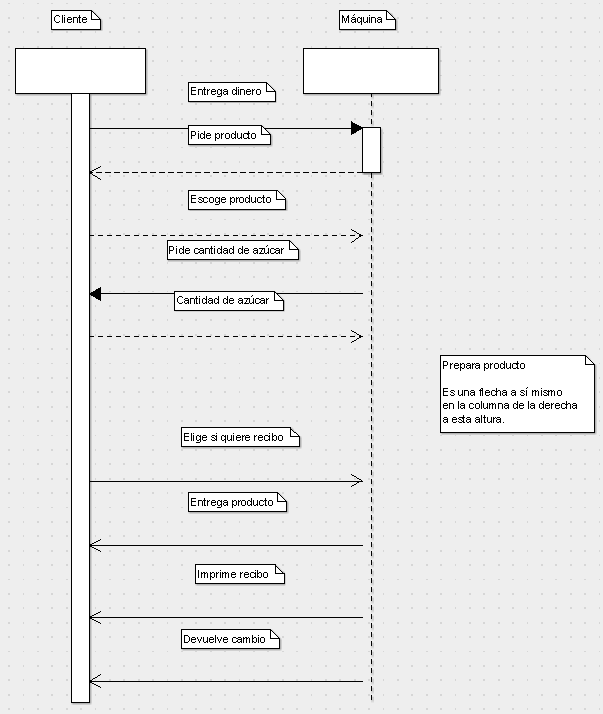 Cliente
Máquina
Entrega dinero
Pide producto
Escoge producto
Pide cantidad de azúcar
Cantidad de azúcar
Prepara producto
Es una flecha a sí mismo
en la columna de la derecha
a esta altura.
Elige si quiere recibo
Entrega producto
Imprime recibo
Devuelve cambio